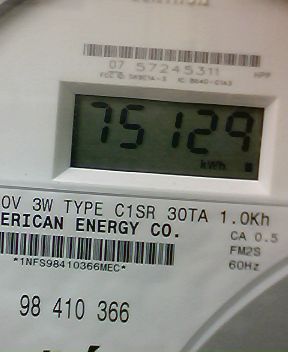 07 57245311
HPP
75129
kWh
0V 3W TYPE C1SR 30TA 1.0Kh
ERICAN ENERGY CO.
CA 0.5
FM2S
60Hz
*1NFS98410366MEC*
98 410 366